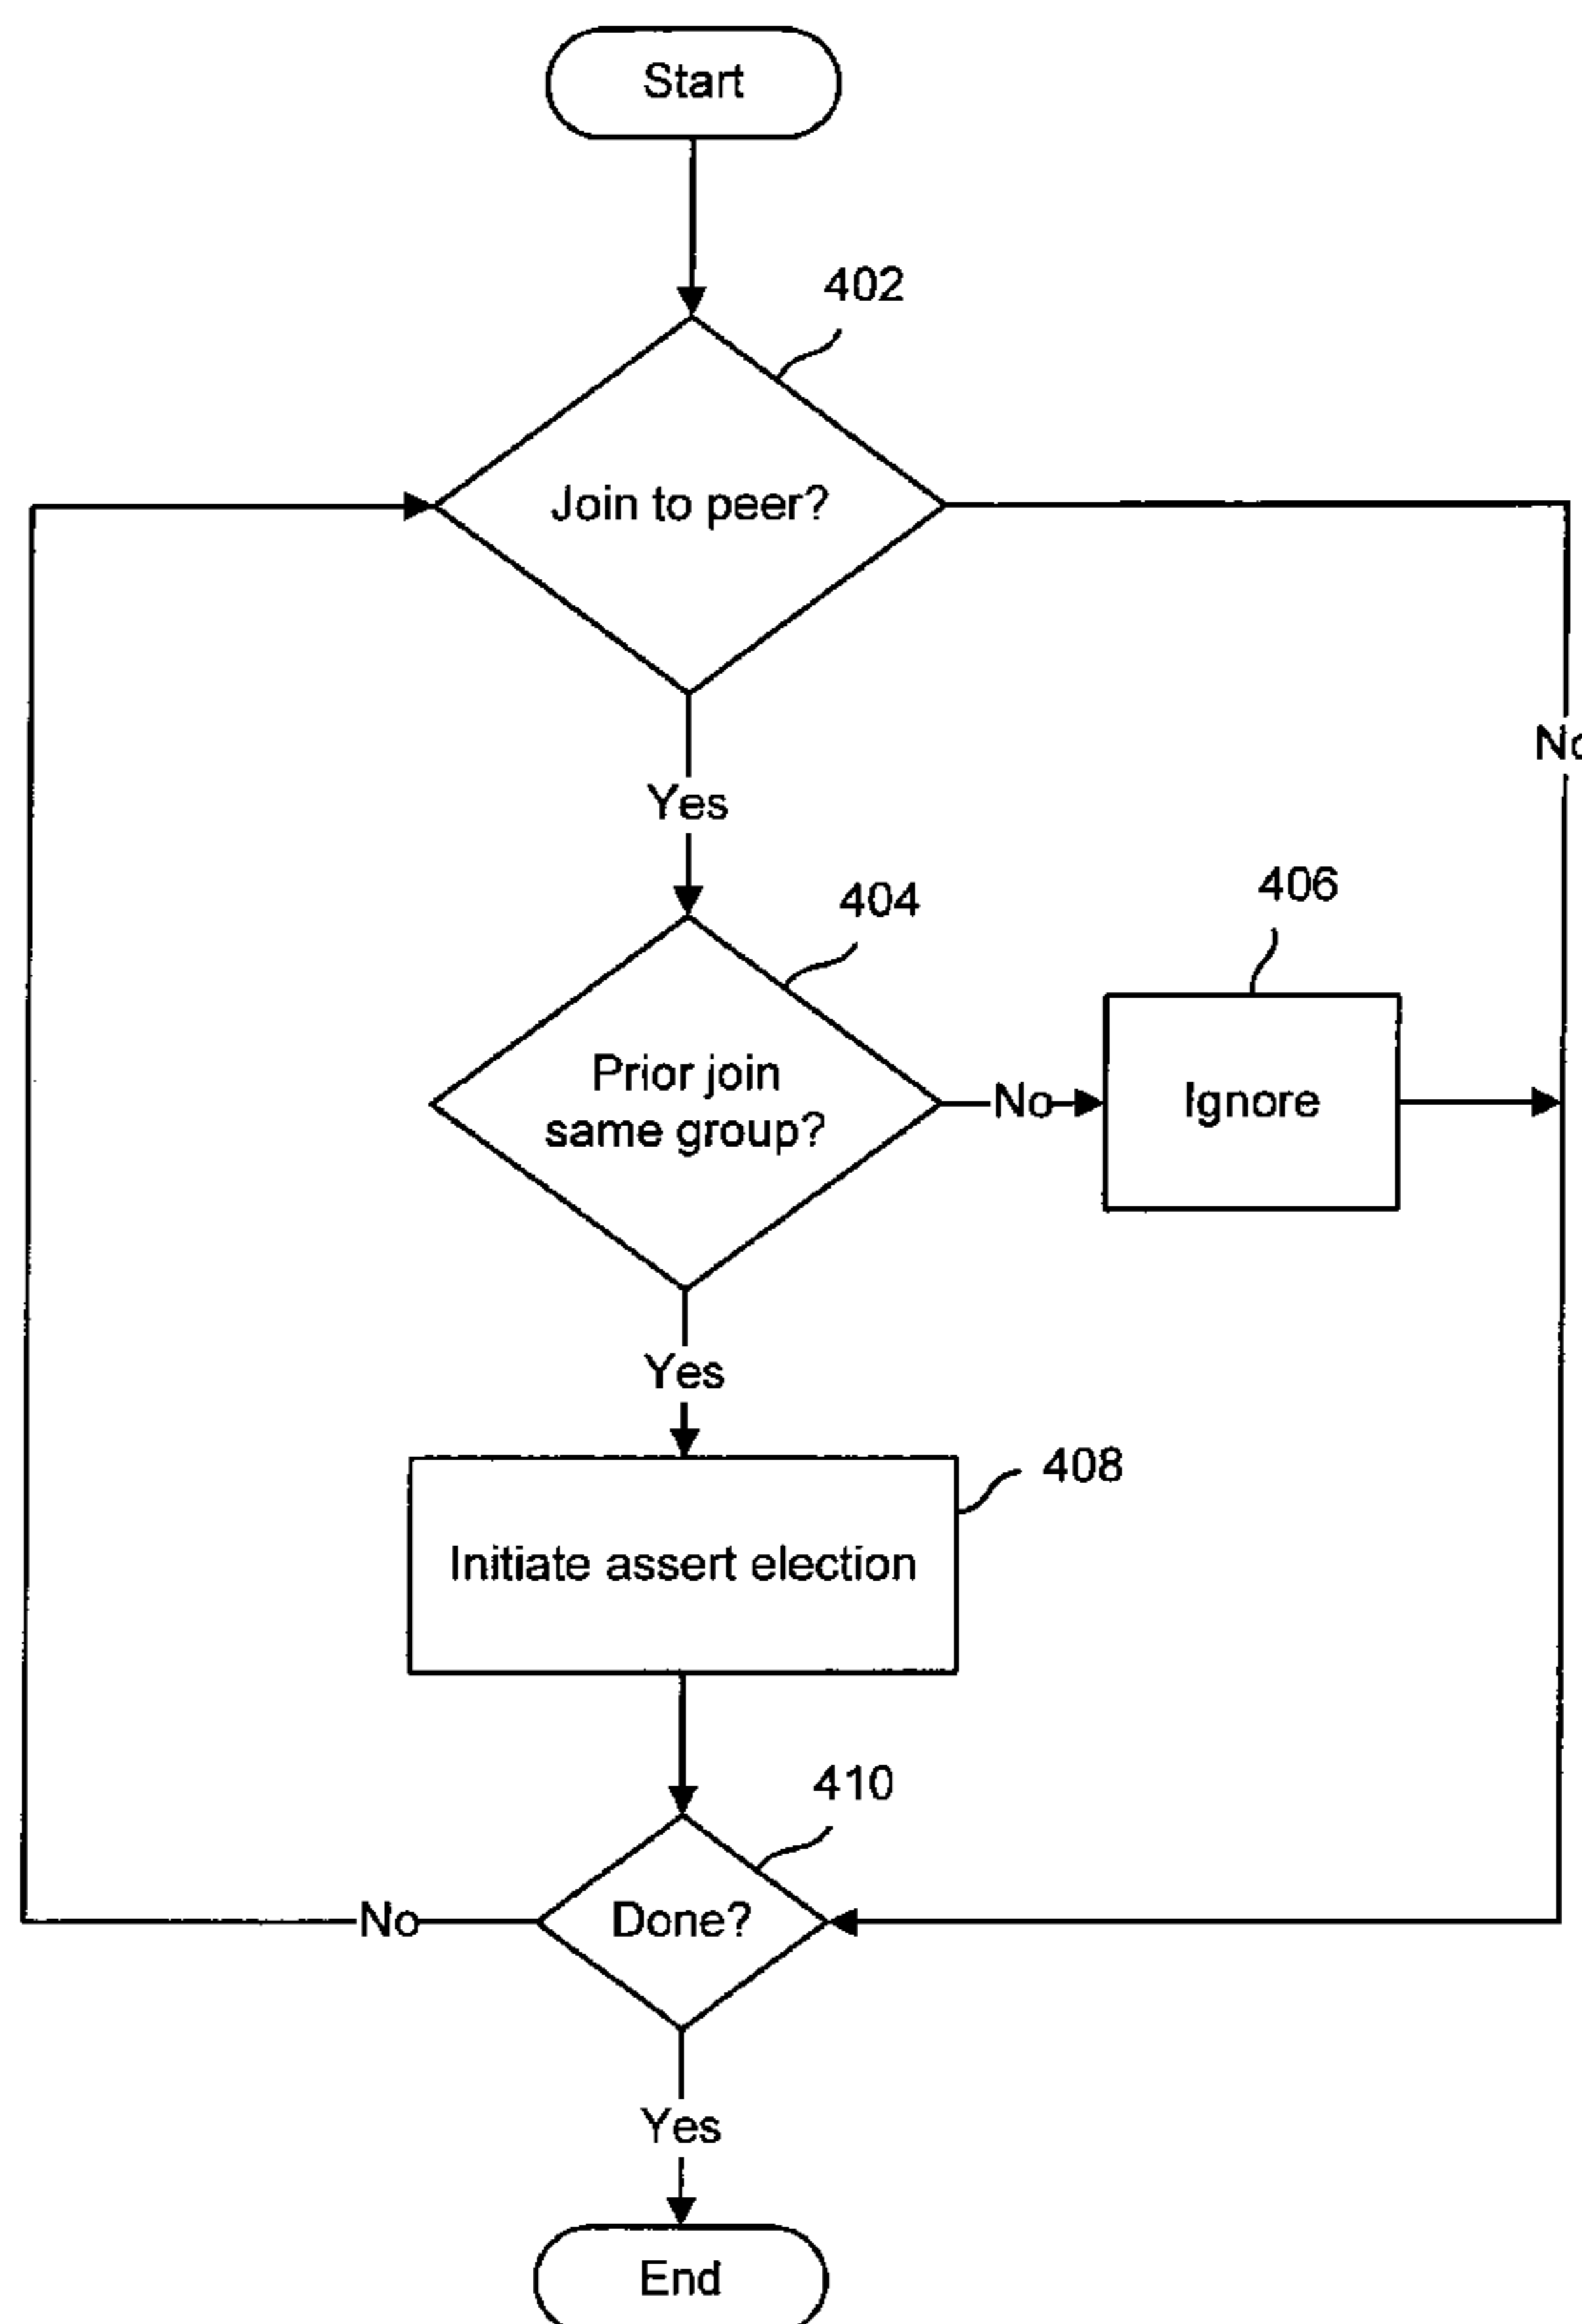 Start
402
Join to peer?
No
Yes
404
406
Prior join
same group?
No
Ignore
Yes
408
Initiate assert election
410
No
Done?
Yes
End